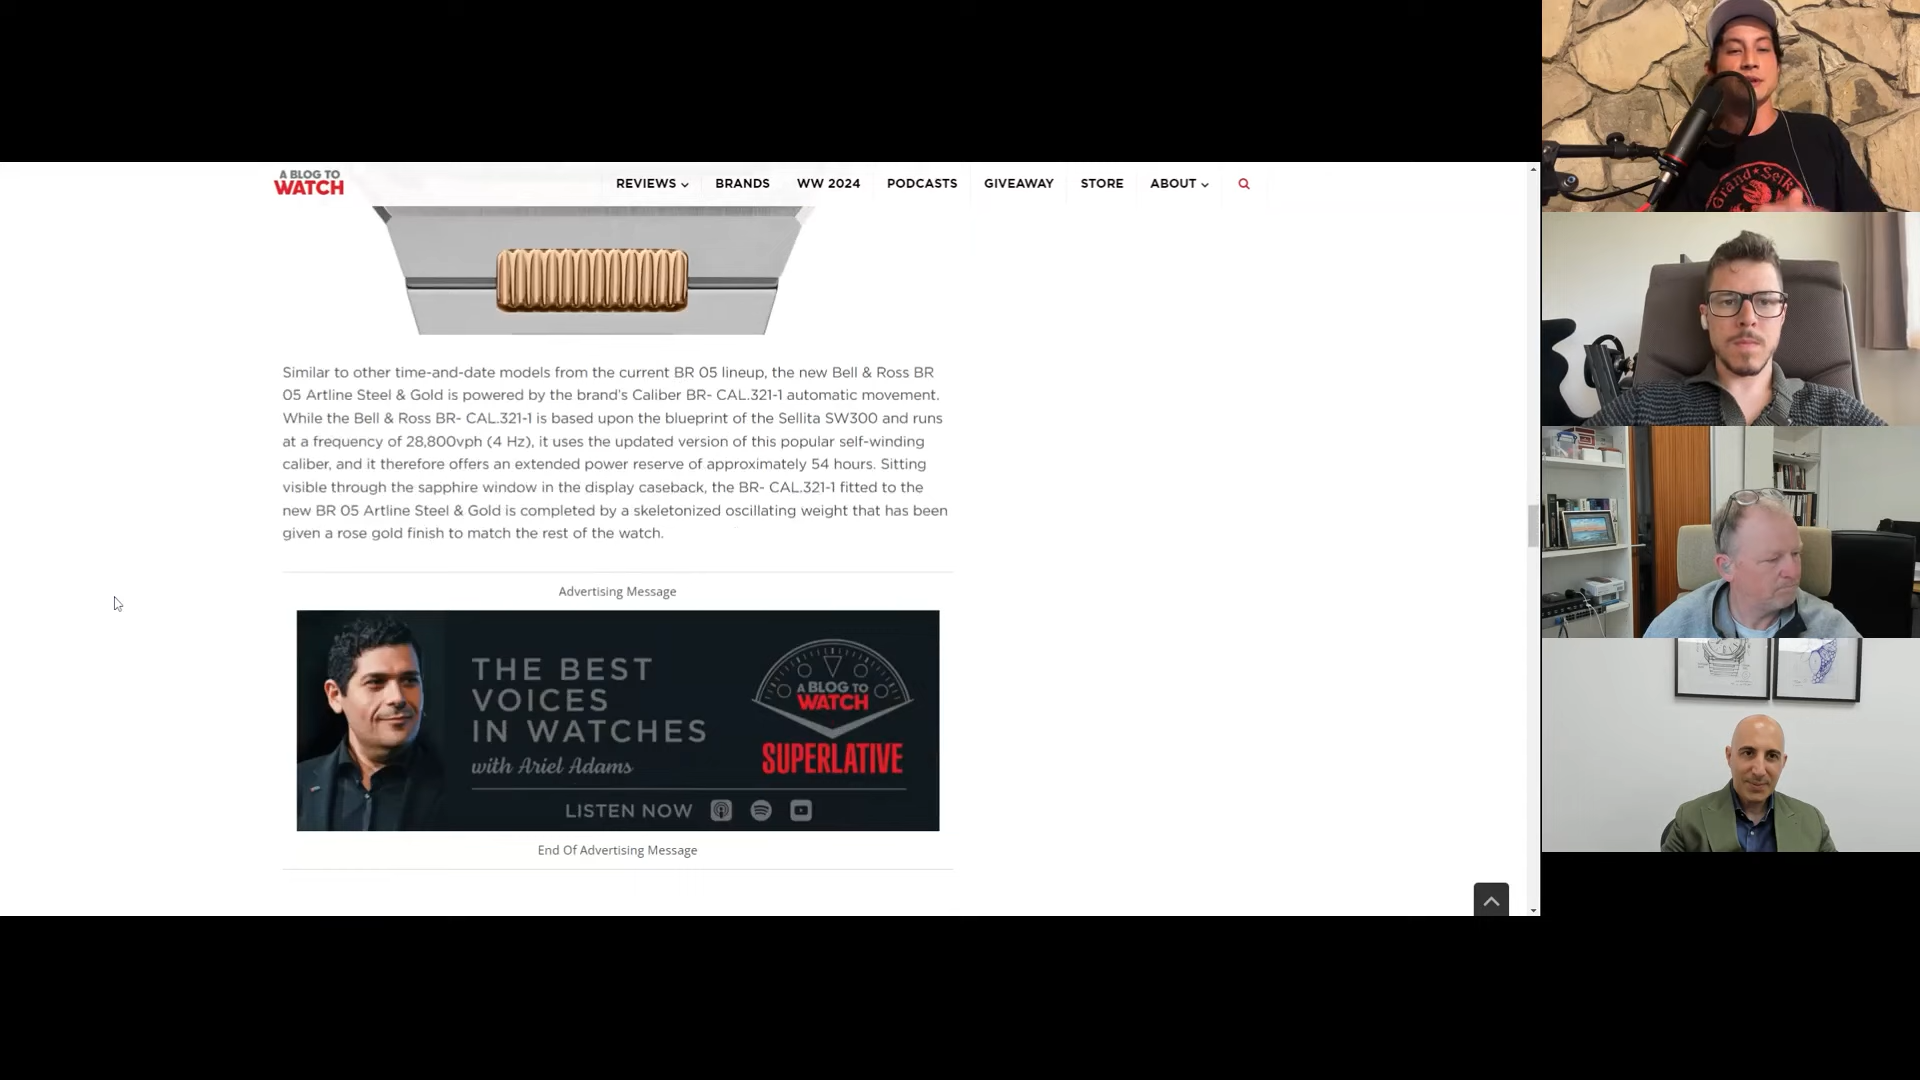 A BLOG TO
WATCH
REVIEWS
BRANDS
WW 2024
PODCASTS
GIVEAWAY
STORE
ABOUT
Similar to other time-and-date models from the current BR 05 lineup, the new Bell & Ross BR
05 Artline Steel & Gold is powered by the brand's Caliber BR- CAL.321-1 automatic movement.
While the Bell & Ross BR- CAL.321-1 is based upon the blueprint of the Sellita SW300 and runs
at a frequency of 28,800vph (4 Hz), it uses the updated version of this popular self-winding
caliber, and it therefore offers an extended power reserve of approximately 54 hours. Sitting
visible through the sapphire window in the display caseback, the BR- CAL.321-1 fitted to the
new BR 05 Artline Steel & Gold is completed by a skeletonized oscillating weight that has been
given a rose gold finish to match the rest of the watch.
Advertising Message
THE BEST
VOICES
IN WATCHES
with Ariel Adams
LISTEN NOW
A BLOG TO
WATCH
SUPERLATIVE
End Of Advertising Message
Grand Seiko